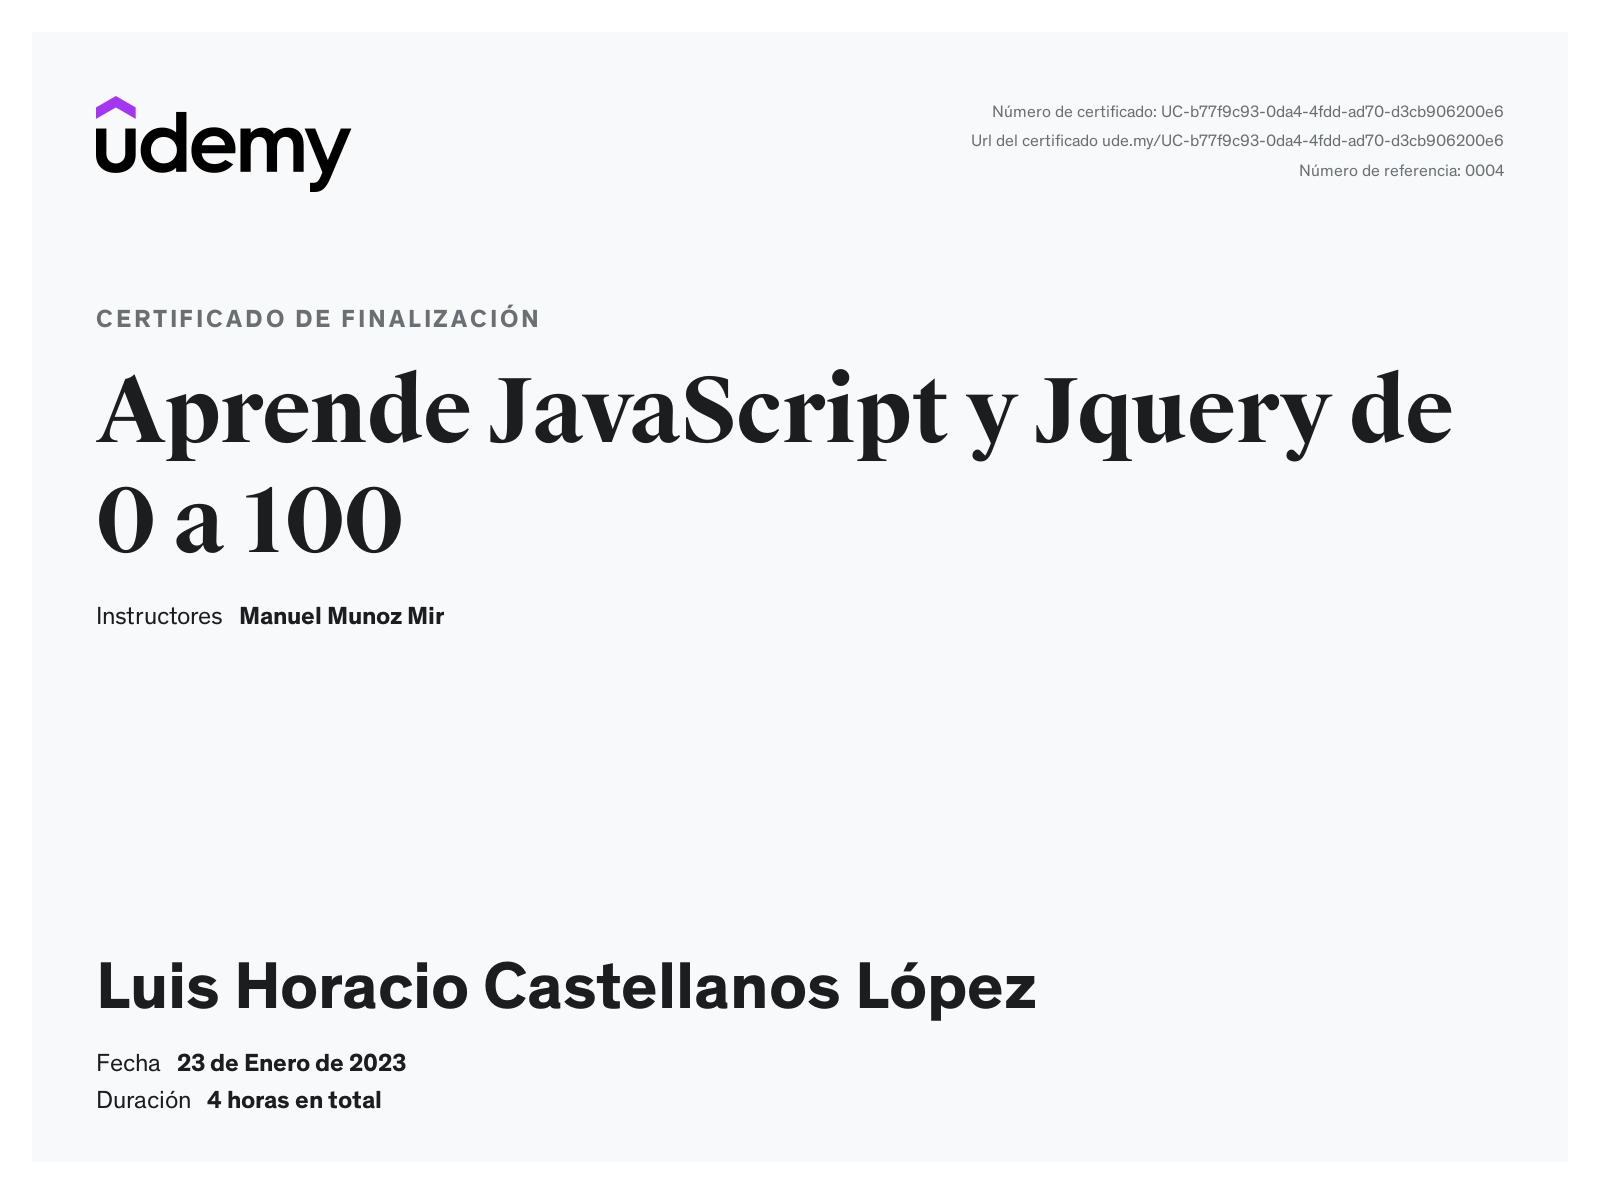 udemy
Número de certificado: UC-b77f9c93-0da4-4fdd-ad70-d3cb906200e6
Url del certificado ude.my/UC-b77f9c93-0da4-4fdd-ad70-d3cb906200e6
Número de referencia: 0004
CERTIFICADO DE FINALIZACIÓN
Aprende JavaScript y Jquery de
0 a 100
Instructores Manuel Munoz Mir
Luis Horacio Castellanos López
Fecha 23 de Enero de 2023
Duración 4 horas en total